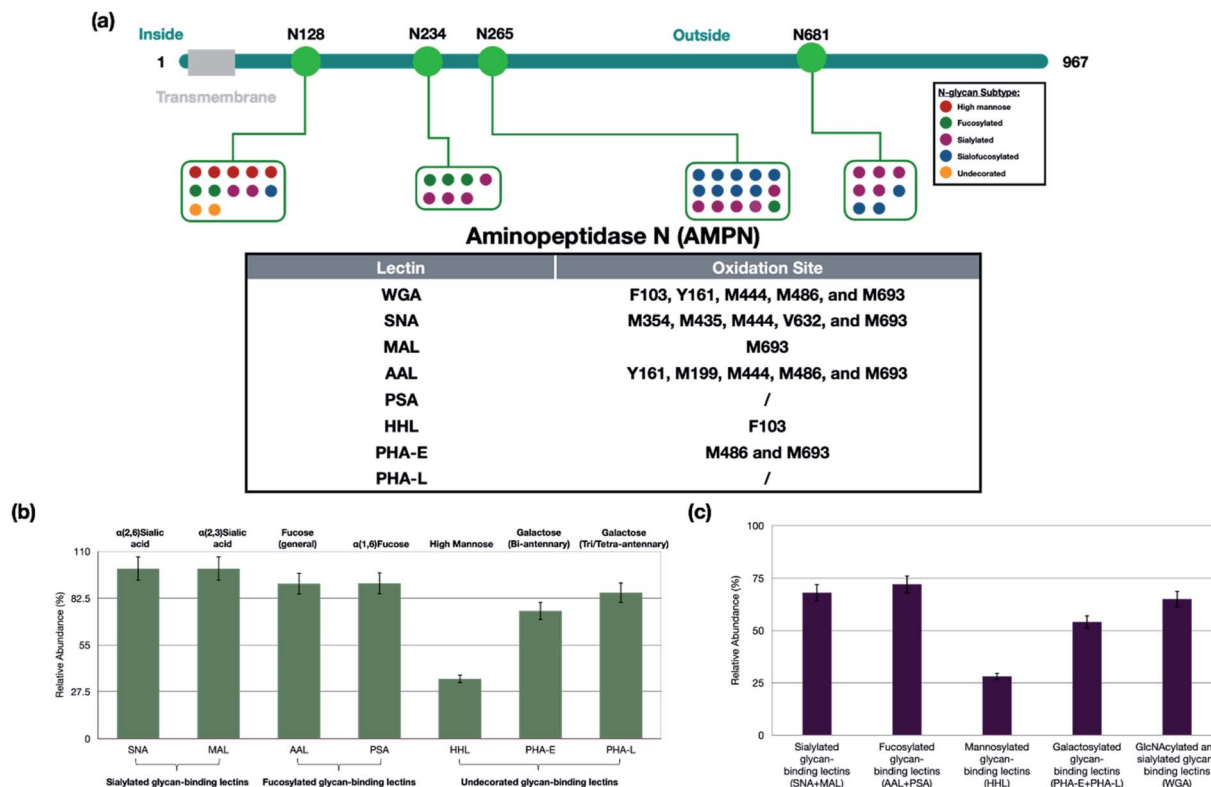 (a)
Inside
N128
N234
N265
Outside
N681
1
967
Transmembrane
N-glycan Subtype:
High mannose
Fucosylated
Sialylated
Sialofucosylated
Undecorated
Aminopeptidase N (AMPN)
Lectin Oxidation Site
WGA F103, Y161, M444, M486, and M693
SNA M354, M435, M444, V632, and M693
MAL M693
AAL Y161, M199, M444, M486, and M693
PSA /
HHL F103
PHA-E M486 and M693
PHA-L /
(b)
α(2,6)Sialic acid
α(2,3)Sialic acid
Fucose (general)
α(1,6)Fucose
High Mannose
Galactose (Bi-antennary)
Galactose (Tri/Tetra-antennary)
Relative Abundance (%)
110
82.5
55
27.5
0
SNA MAL AAL PSA HHL PHA-E PHA-L
Sialylated glycan-binding lectins
Fucosylated glycan-binding lectins
Undecorated glycan-binding lectins
(c)
Relative Abundance (%)
100
75
50
25
0
Sialylated
glycan-
binding lectins
(SNA+MAL)
Fucosylated
glycan-
binding lectins
(AAL+PSA)
Mannosylated
glycan-
binding lectins
(HHL)
Galactosylated
glycan-
binding lectins
(PHA-E+PHA-L)
GlcNAcylated and
sialylated glycan-
binding lectins
(WGA)